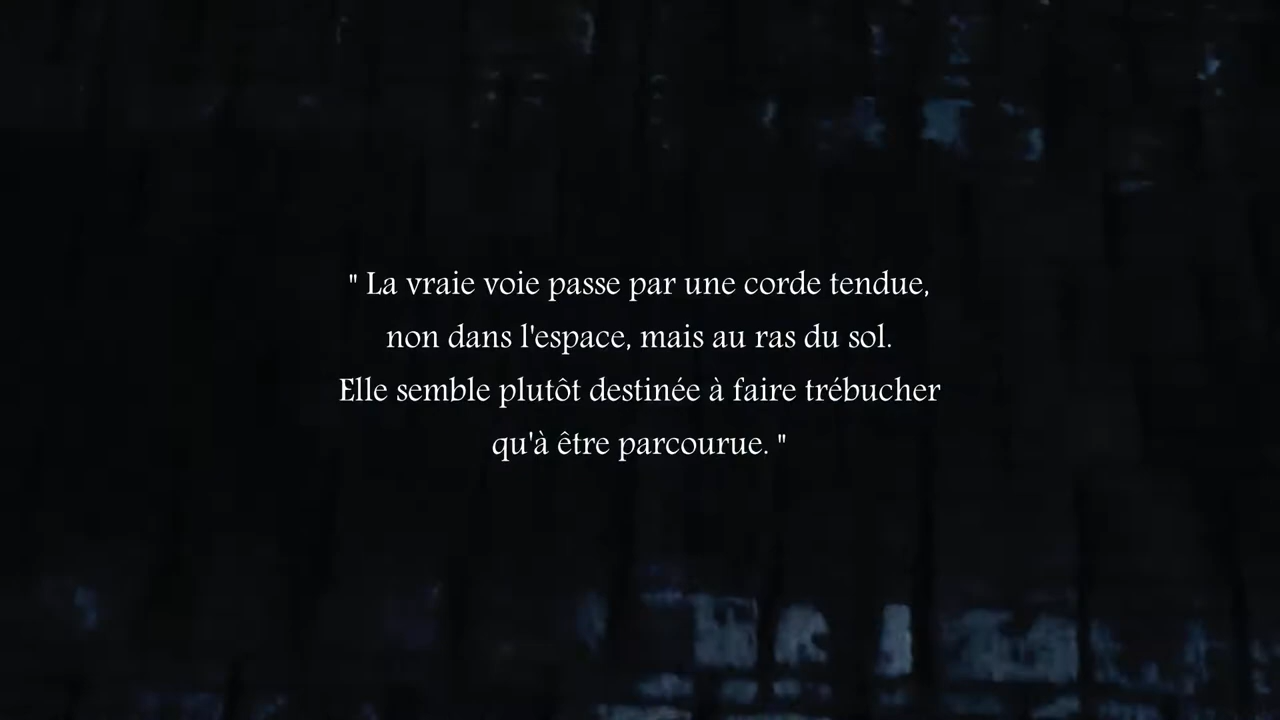 " La vraie voie passe par une corde tendue,
non dans l'espace, mais au ras du sol.
Elle semble plutôt destinée à faire trébucher
qu'à être parcourue. "